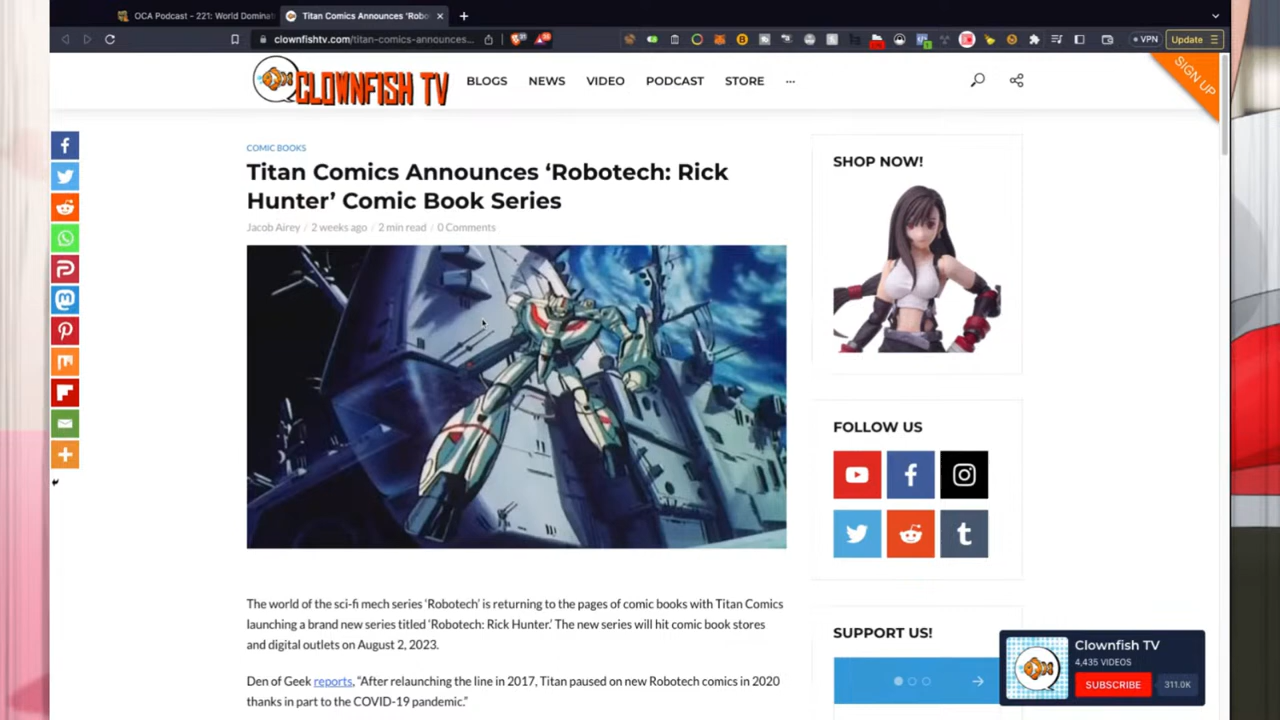 OCA Podcast - 221: World Dominat
Titan Comics Announces 'Robo
clownfishtv.com/titan-comics-announces...
VPN
Update
CLOWNFISH TV
BLOGS
NEWS
VIDEO
PODCAST
STORE
SIGN UP
COMIC BOOKS
Titan Comics Announces ‘Robotech: Rick
Hunter’ Comic Book Series
Jacob Airey / 2 weeks ago / 2 min read / 0 Comments
The world of the sci-fi mech series ‘Robotech’ is returning to the pages of comic books with Titan Comics
launching a brand new series titled ‘Robotech: Rick Hunter.’ The new series will hit comic book stores
and digital outlets on August 2, 2023.
Den of Geek reports, “After relaunching the line in 2017, Titan paused on new Robotech comics in 2020
thanks in part to the COVID-19 pandemic.”
SHOP NOW!
FOLLOW US
SUPPORT US!
Clownfish TV
4,435 VIDEOS
SUBSCRIBE
311.0K